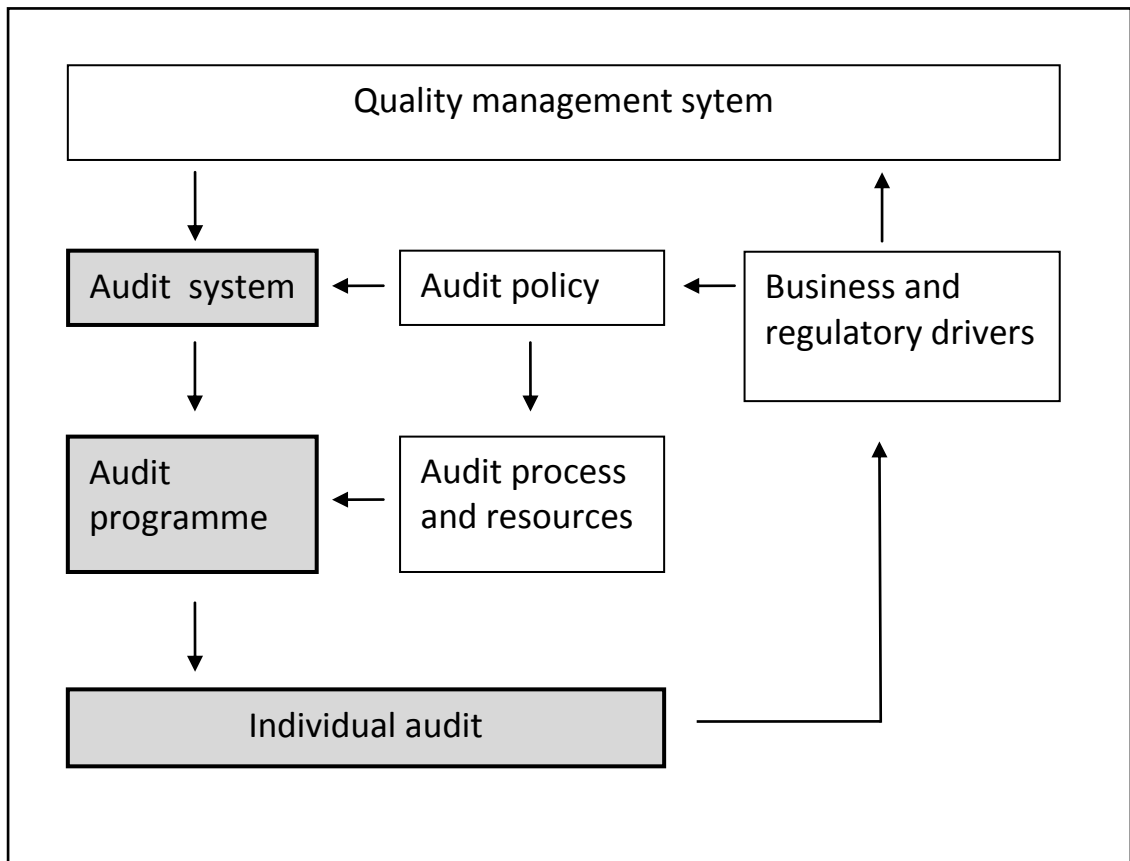 Quality management sytem
Audit  system
Audit policy
Business and
regulatory drivers
Audit
programme
Audit process
and resources
Individual audit